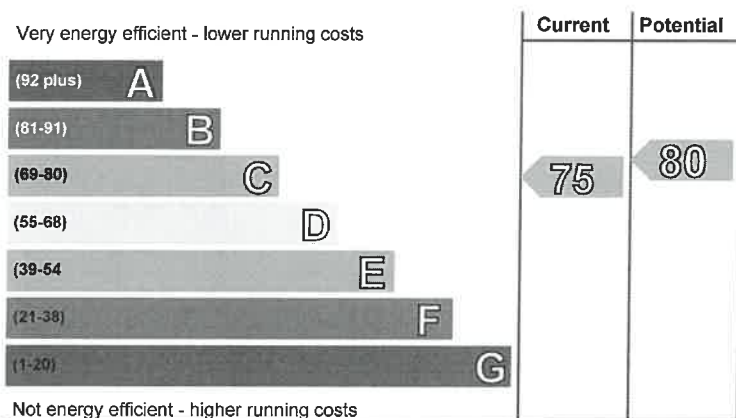 Very energy efficient - lower running costs
Current Potential
(92 plus) A
(81-91) B
(69-80) C
75 80
(55-68) D
(39-54 E
(21-38) F
(1-20) G
Not energy efficient - higher running costs